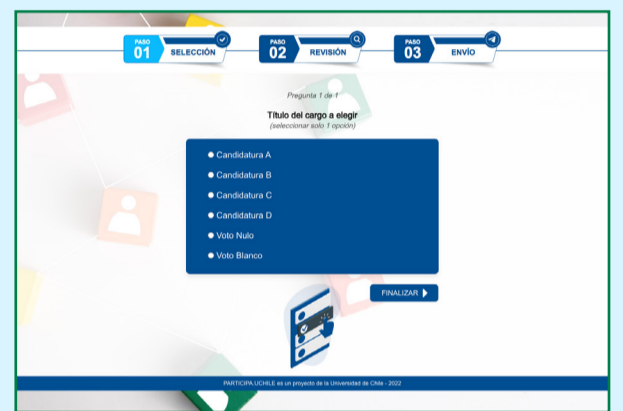 PASO
01
SELECCIÓN
PASO
02
REVISIÓN
PASO
03
ENVÍO
Pregunta 1 de 1
Título del cargo a elegir
(seleccionar solo 1 opción)
Candidatura A
Candidatura B
Candidatura C
Candidatura D
Voto Nulo
Voto Blanco
FINALIZAR
PARTICIPA.UCHILE es un proyecto de la Universidad de Chile - 2022